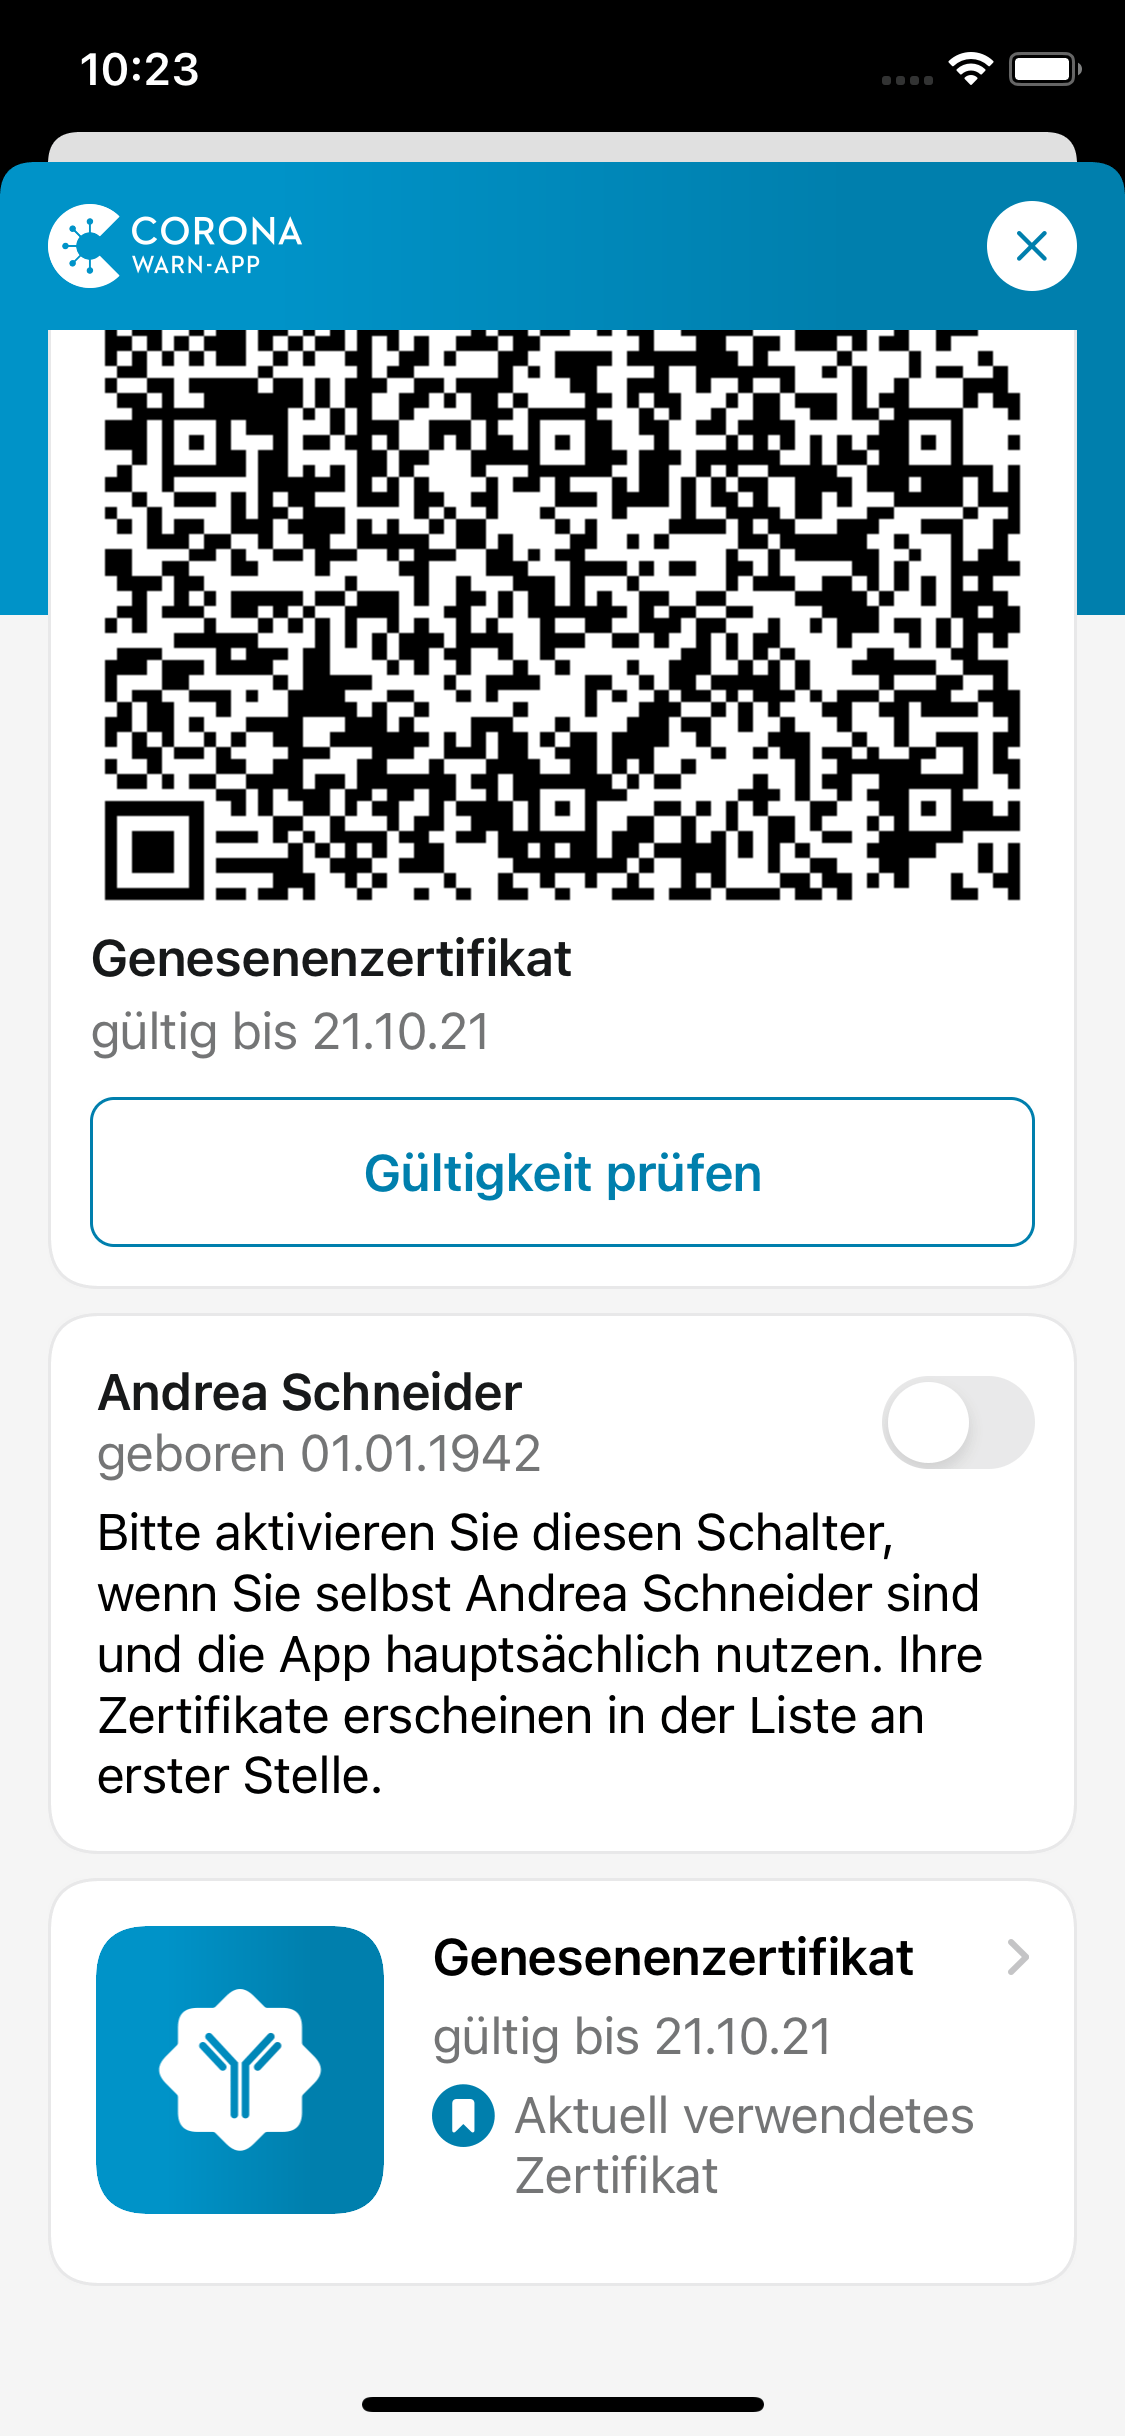 10:23
CORONA
WARN-APP
Genesenenzertifikat
gültig bis 21.10.21
Gültigkeit prüfen
Andrea Schneider
geboren 01.01.1942
Bitte aktivieren Sie diesen Schalter,
wenn Sie selbst Andrea Schneider sind
und die App hauptsächlich nutzen. Ihre
Zertifikate erscheinen in der Liste an
erster Stelle.
Genesenenzertifikat
gültig bis 21.10.21
Aktuell verwendetes
Zertifikat